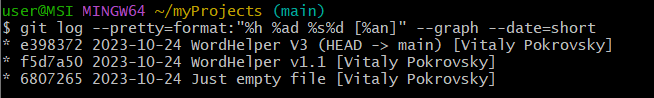 user@MSI MINGW64 ~/myProjects (main)
$ git log --pretty=format:"%h %ad %s%d [%an]" --graph --date=short
* e398372 2023-10-24 WordHelper V3 (HEAD -> main) [Vitaly Pokrovsky]
* f5d7a50 2023-10-24 WordHelper v1.1 [Vitaly Pokrovsky]
* 6807265 2023-10-24 Just empty file [Vitaly Pokrovsky]